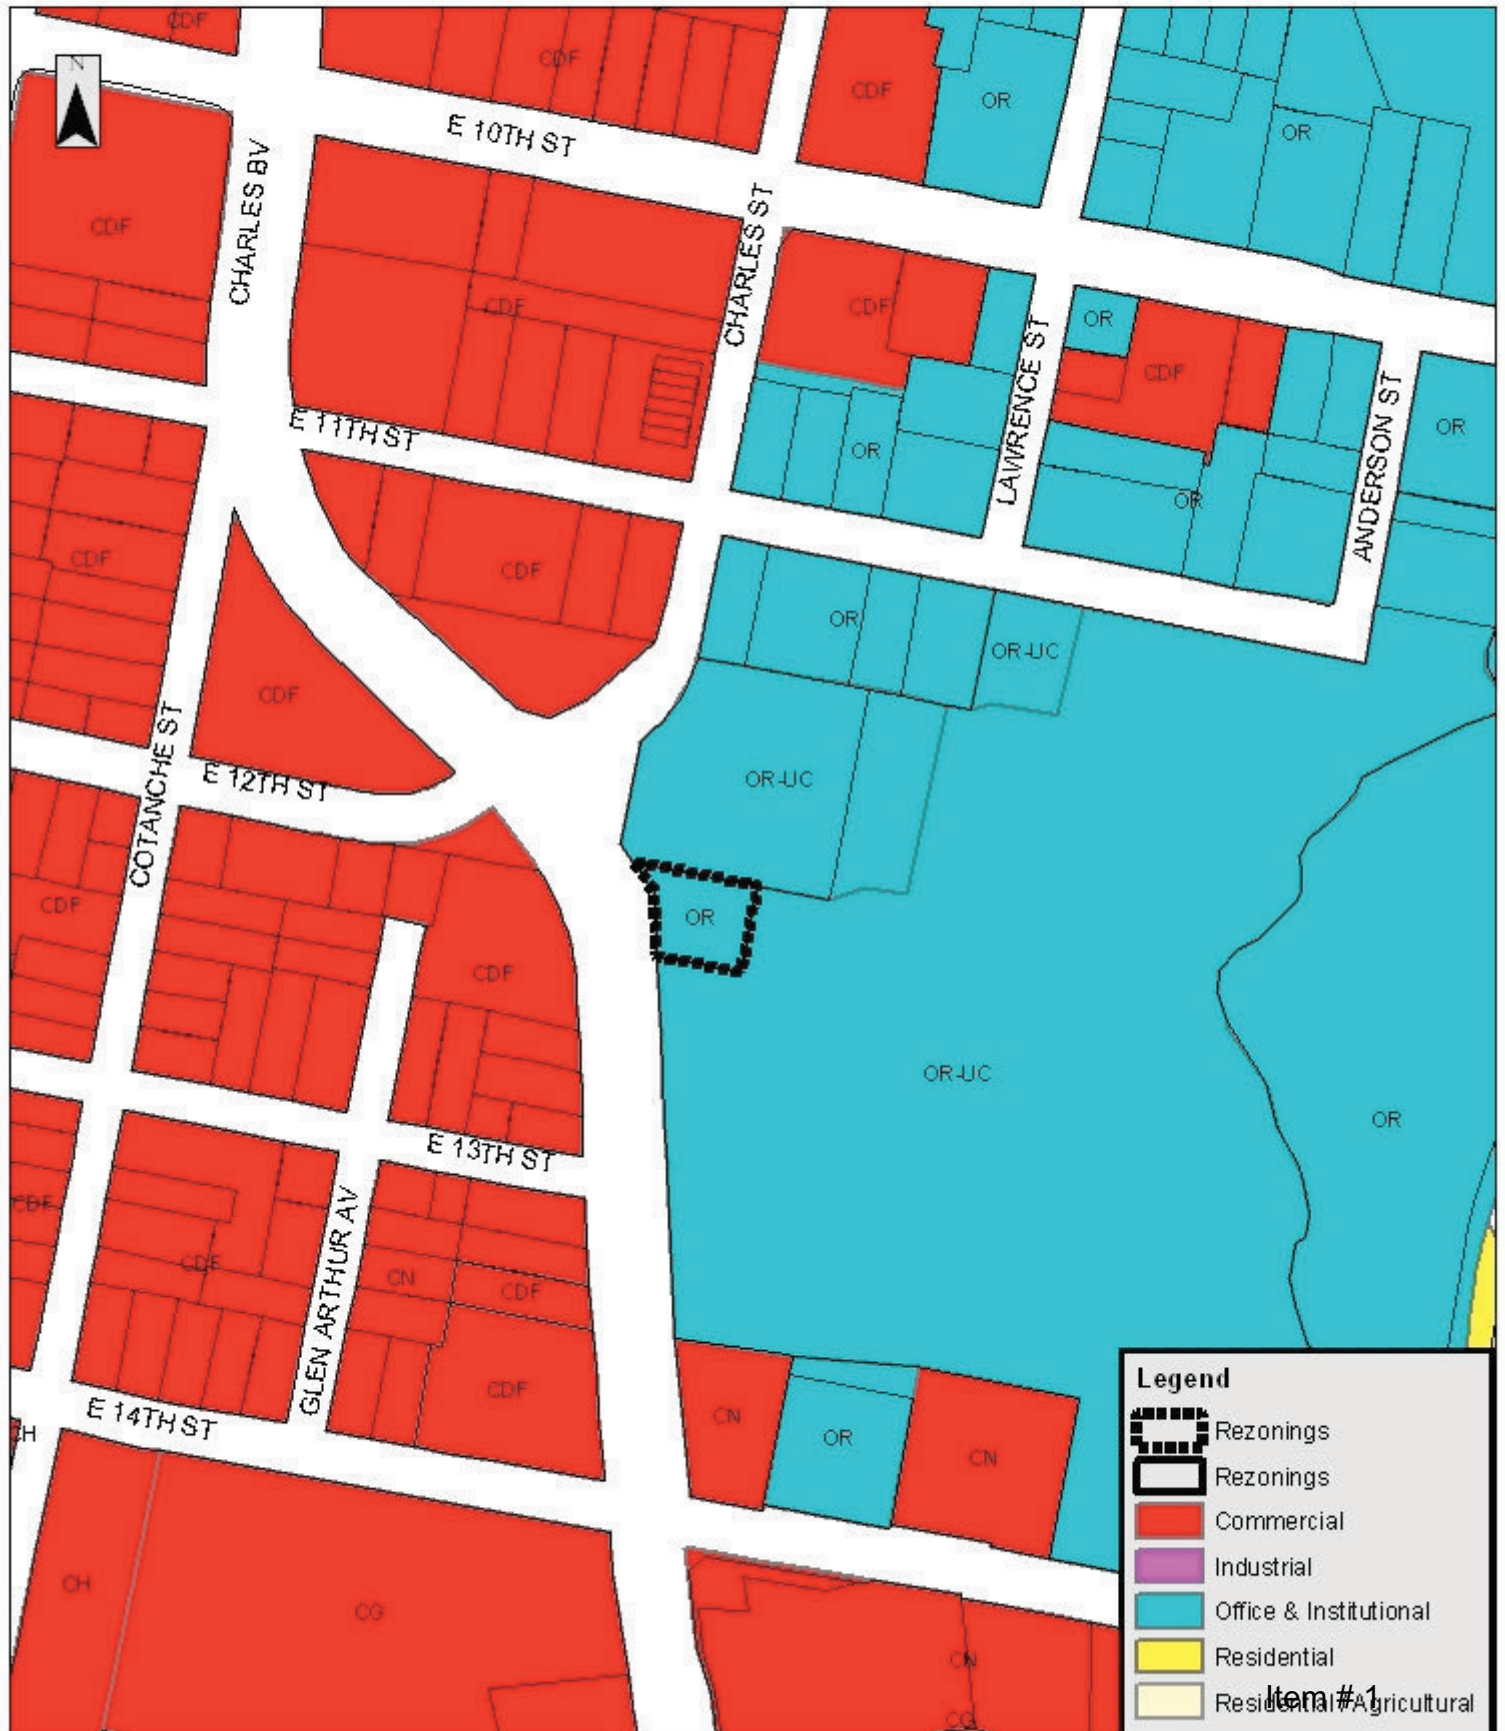 CDF
N
CDF
CDF
OR
OR
E 10TH ST
CDF
CHARLES BV
CHARLES ST
CDF
CDF
OR
LAWRENCE ST
CDF
ANDERSON ST
OR
E 11TH ST
OR
OR
CDF
CDF
OR
OR-UC
CDF
COTANCHE ST
E 12TH ST
OR-UC
CDF
OR
CDF
OR-UC
OR
E 13TH ST
CDF
CDF
GLEN ARTHUR AV
CN
CDF
CDF
E 14TH ST
CH
CN
OR
CN
CH
CG
CN
CG
Legend
Rezonings
Rezonings
Commercial
Industrial
Office & Institutional
Residential
Residential / Agricultural
Item # 1